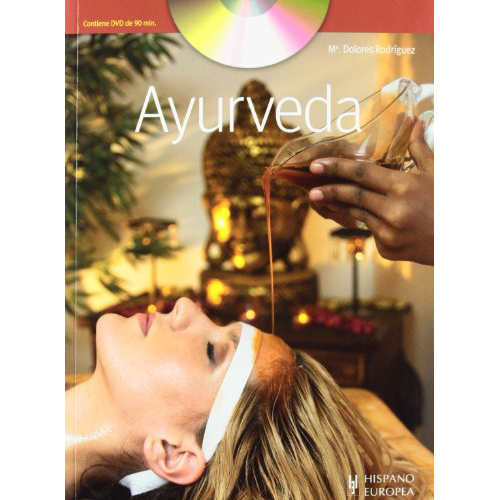 Contiene DVD de 90 min.
Mª. Dolores Rodríguez
Ayurveda
HISPANO
EUROPEA